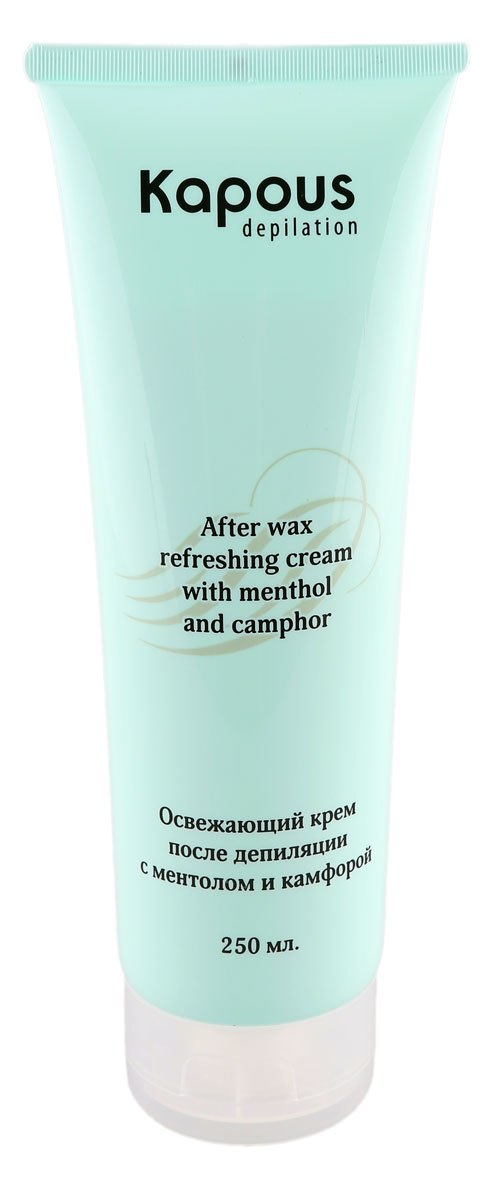 Kapous
depilation
After wax
refreshing cream
with menthol
and camphor
Освежающий крем
после депиляции
с ментолом и камфорой
250 мл.